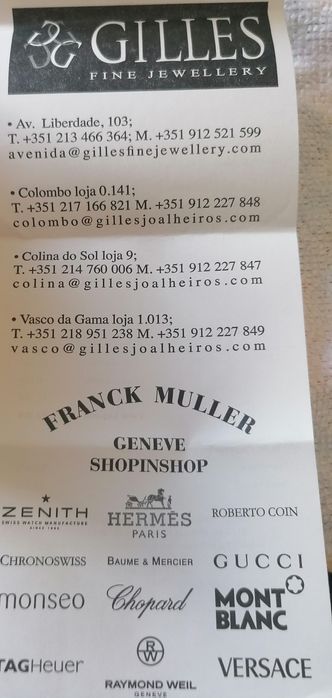 GILLES
FINE JEWELLERY
• Av. Liberdade, 103;
T. +351 213 466 364; M. +351 912 521 599
avenida@gillesfinejewellery.com
• Colombo loja 0.141;
T. +351 217 166 821 M. +351 912 227 848
colombo@gillesjoalheiros.com
• Colina do Sol loja 9;
T. +351 214 760 006 M. +351 912 227 847
colina@gillesjoalheiros.com
• Vasco da Gama loja 1.013;
T. +351 218 951 238 M. +351 912 227 849
vasco@gillesjoalheiros.com
FRANCK MULLER
GENEVE
SHOPINSHOP
ZENITH
SWISS WATCH MANUFACTURE
SINCE 1865
HERMÈS
PARIS
ROBERTO COIN
CHRONOSWISS
BAUME & MERCIER
GUCCI
monseo
Chopard
MONT
BLANC
TAGHeuer
RW
RAYMOND WEIL
GENEVE
VERSACE